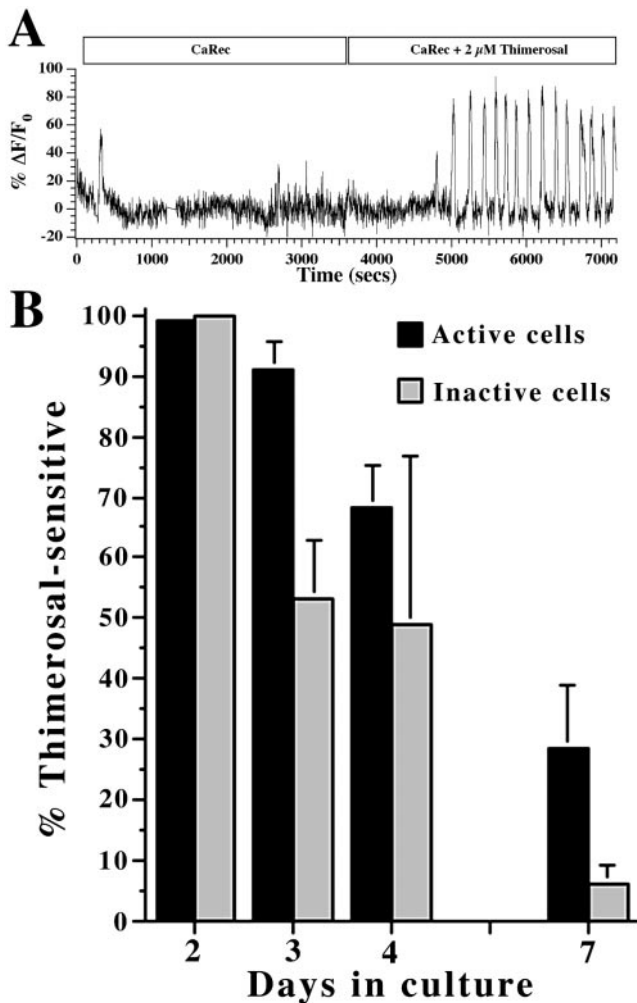 A
CaRec CaRec + 2 µM Thimerosal
% ΔF/F0
100
80
60
40
20
0
-20
0 1000 2000 3000 4000 5000 6000 7000
Time (secs)
B
% Thimerosal-sensitive
100
90
80
70
60
50
40
30
20
10
0
Active cells
Inactive cells
2 3 4 7
Days in culture